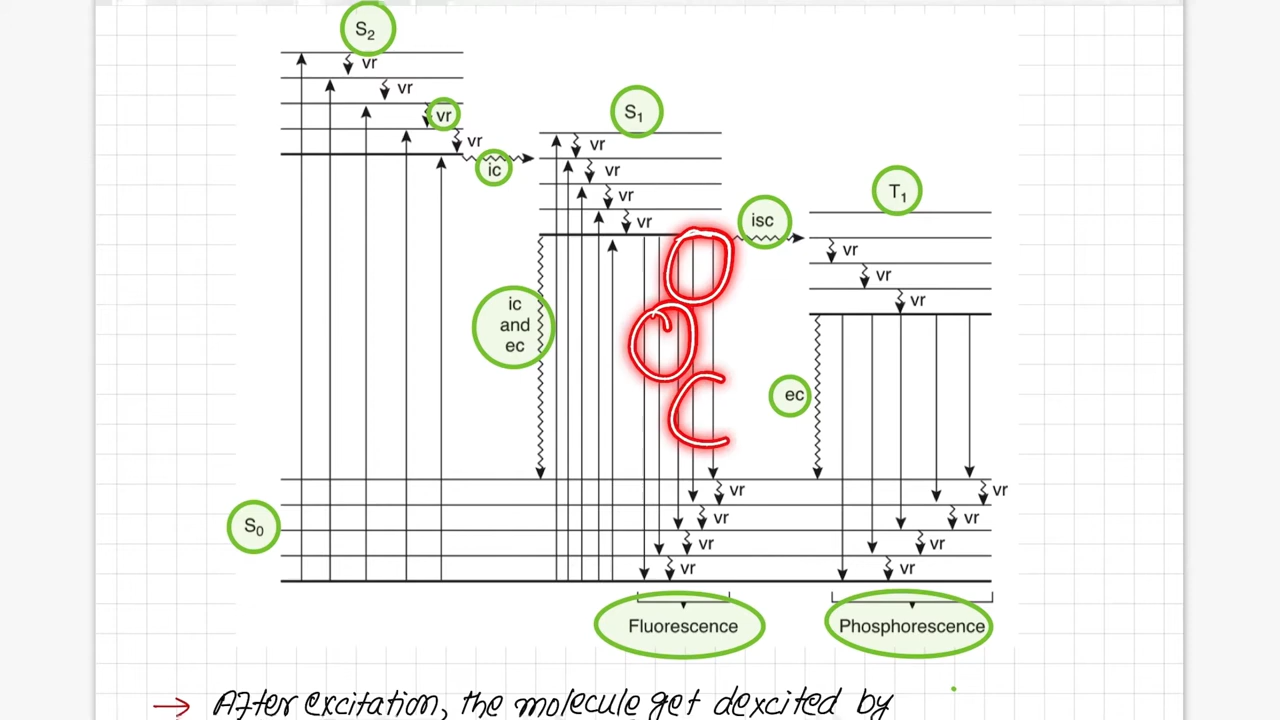 S2
vr
vr
S1
vr
vr
vr
ic
vr
T1
vr
isc
vr
vr
vr
ic
and
ec
vr
ec
vr
vr
S0
vr
vr
vr
vr
vr
vr
Fluorescence
Phosphorescence
→ After excitation, the molecule get dexcited by